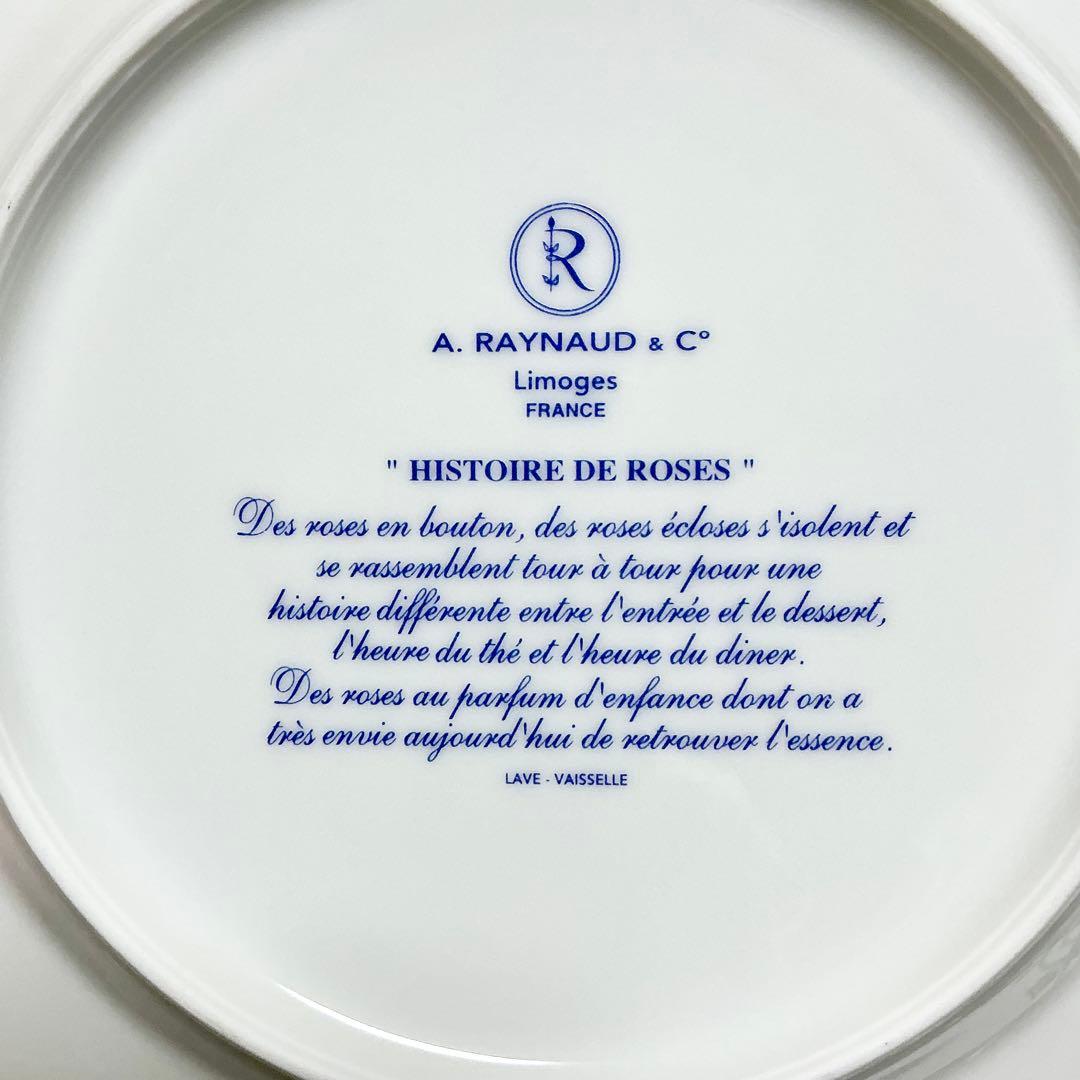 R
A. RAYNAUD & Cº
Limoges
FRANCE
" HISTOIRE DE ROSES "
Des roses en bouton, des roses écloses s'isolent et
se rassemblent tour à tour pour une
histoire différente entre l'entrée et le dessert,
l'heure du thé et l'heure du diner.
Des roses au parfum d'enfance dont on a
très envie aujourd'hui de retrouver l'essence.
LAVE - VAISSELLE